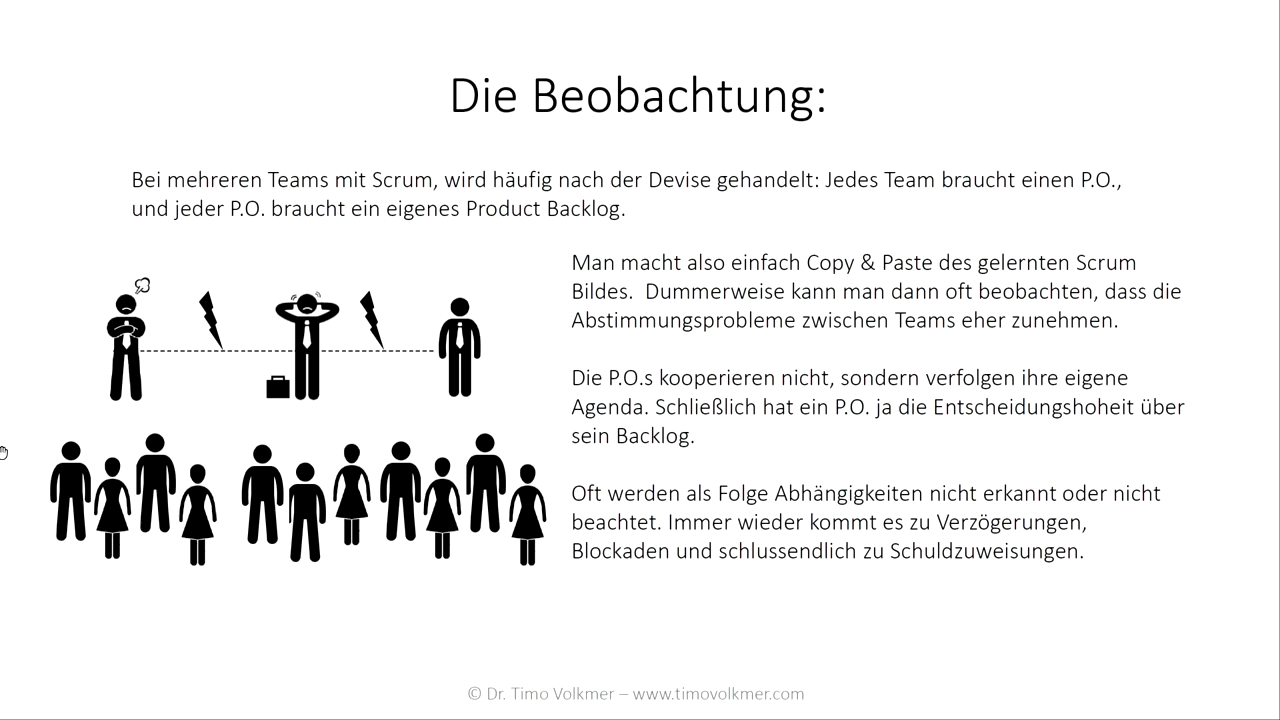 Die Beobachtung:
Bei mehreren Teams mit Scrum, wird häufig nach der Devise gehandelt: Jedes Team braucht einen P.O.,
und jeder P.O. braucht ein eigenes Product Backlog.
Man macht also einfach Copy & Paste des gelernten Scrum
Bildes.  Dummerweise kann man dann oft beobachten, dass die
Abstimmungsprobleme zwischen Teams eher zunehmen.
Die P.O.s kooperieren nicht, sondern verfolgen ihre eigene
Agenda. Schließlich hat ein P.O. ja die Entscheidungshoheit über
sein Backlog.
Oft werden als Folge Abhängigkeiten nicht erkannt oder nicht
beachtet. Immer wieder kommt es zu Verzögerungen,
Blockaden und schlussendlich zu Schuldzuweisungen.
© Dr. Timo Volkmer – www.timovolkmer.com